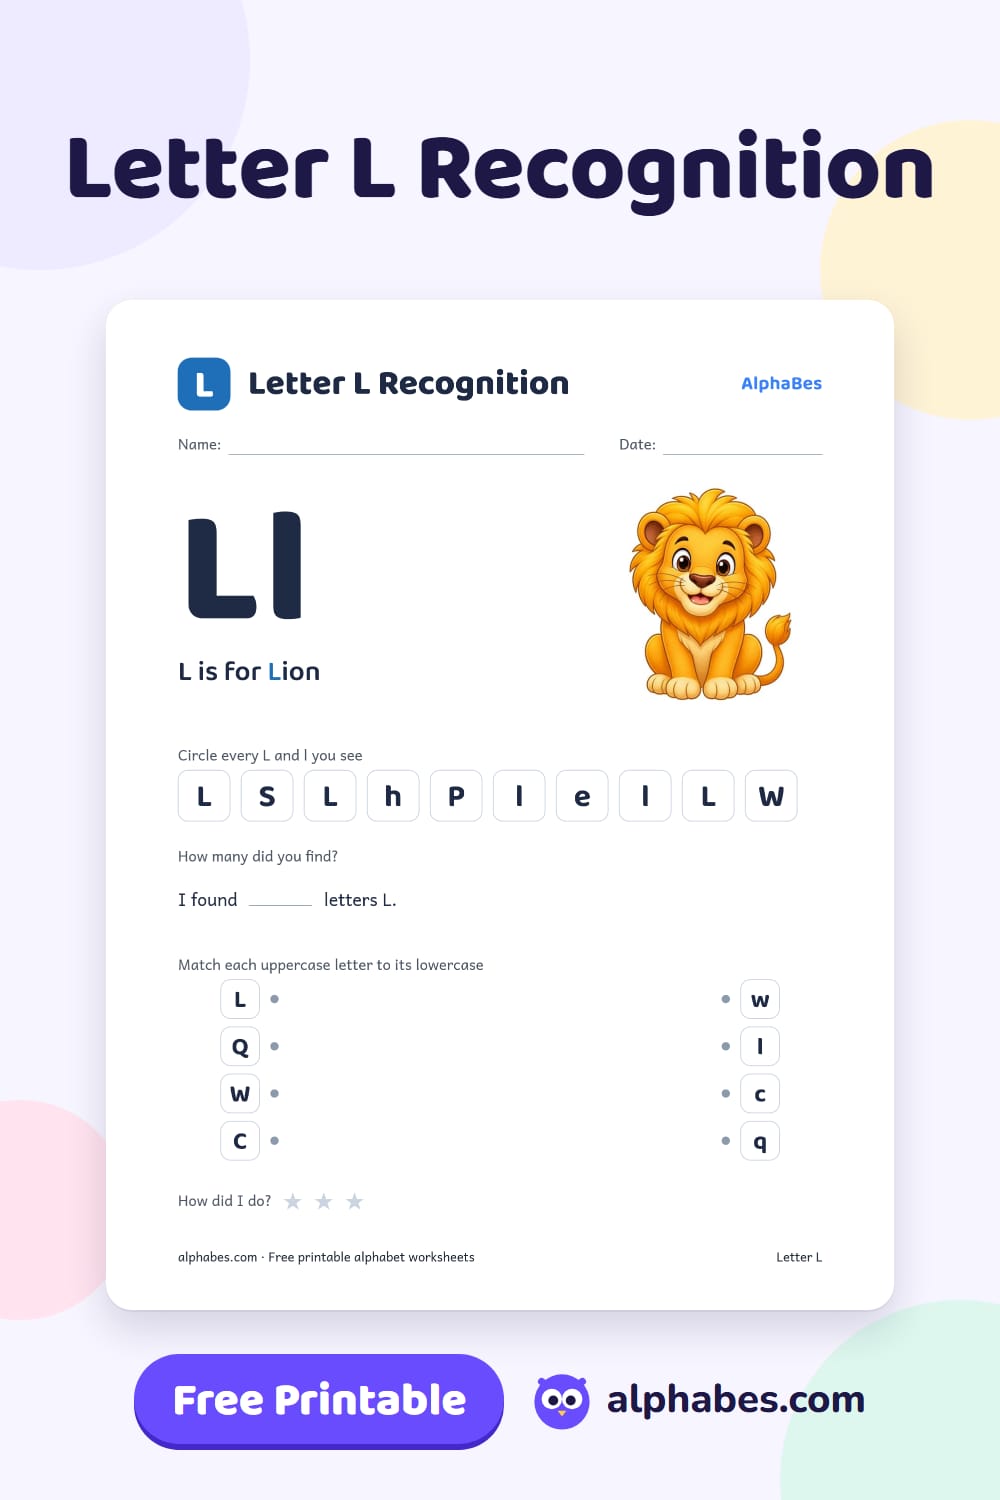 Letter L Recognition
L Letter L Recognition AlphaBes
Name: Date:
Ll
L is for Lion
Circle every L and l you see
L S L h P l e l L W
How many did you find?
I found ____ letters L.
Match each uppercase letter to its lowercase
L w
Q l
W c
C q
How did I do? ★ ★ ★
alphabes.com · Free printable alphabet worksheets Letter L
Free Printable alphabes.com